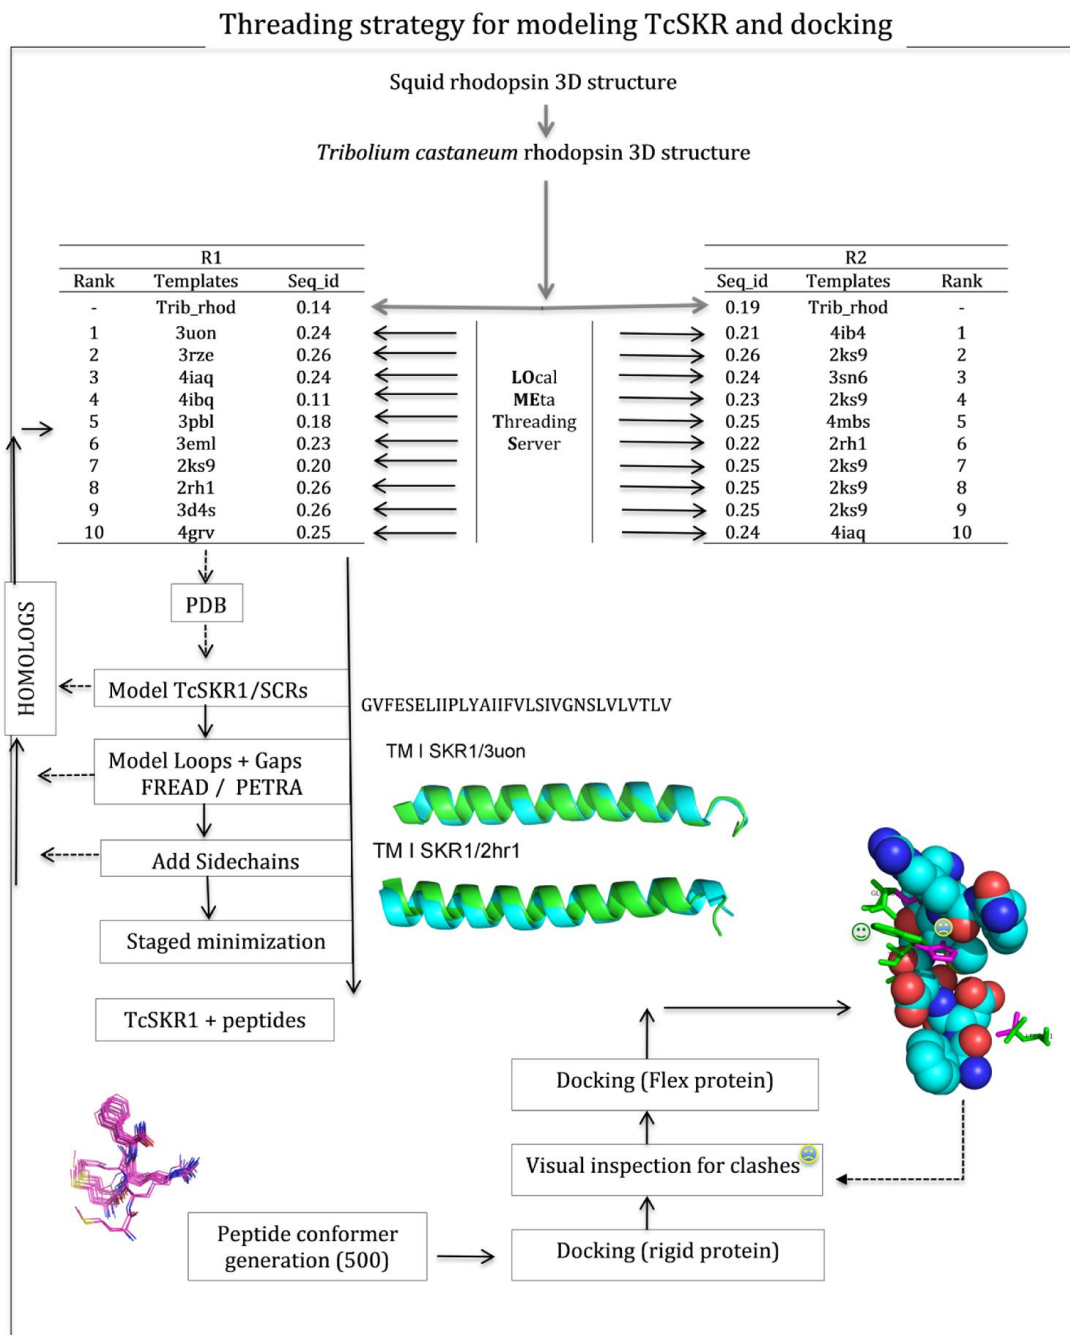 Threading strategy for modeling TcSKR and docking
Squid rhodopsin 3D structure
Tribolium castaneum rhodopsin 3D structure
R1
Rank Templates Seq_id
- Trib_rhod 0.14
1 3uon 0.24
2 3rze 0.26
3 4iaq 0.24
4 4ibq 0.11
5 3pbl 0.18
6 3eml 0.23
7 2ks9 0.20
8 2rh1 0.26
9 3d4s 0.26
10 4grv 0.25
LOcal
MEta
Threading
Server
R2
Seq_id Templates Rank
0.19 Trib_rhod -
0.21 4ib4 1
0.26 2ks9 2
0.24 3sn6 3
0.23 2ks9 4
0.25 4mbs 5
0.22 2rh1 6
0.25 2ks9 7
0.25 2ks9 8
0.25 2ks9 9
0.24 4iaq 10
HOMOLOGS
PDB
Model TcSKR1/SCRs
Model Loops + Gaps
FREAD / PETRA
Add Sidechains
Staged minimization
TcSKR1 + peptides
GVFESELIIPLYAIIFVLSIVGNSLVLVTLV
TM I SKR1/3uon
TM I SKR1/2hr1
Docking (Flex protein)
Visual inspection for clashes
Docking (rigid protein)
Peptide conformer
generation (500)